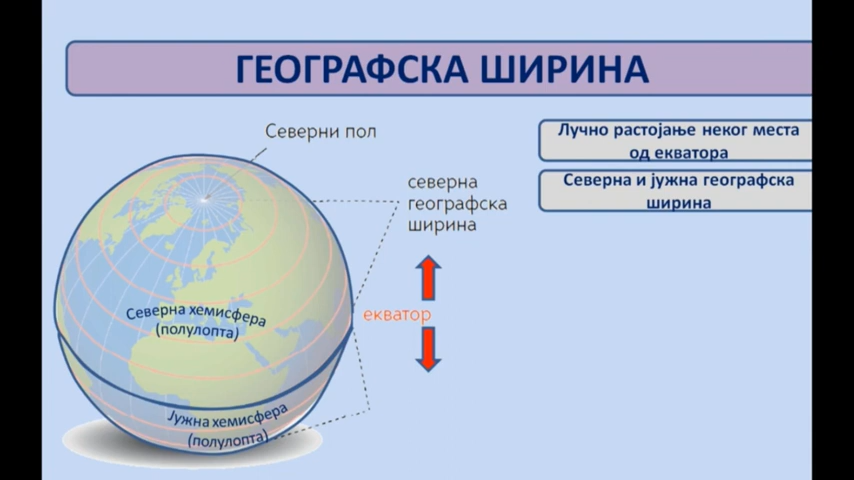 ГЕОГРАФСКА ШИРИНА
Северни пол
северна
географска
ширина
екватор
Северна хемисфера
(полулопта)
Јужна хемисфера
(полулопта)
Лучно растојање неког места
од екватора
Северна и јужна географска
ширина